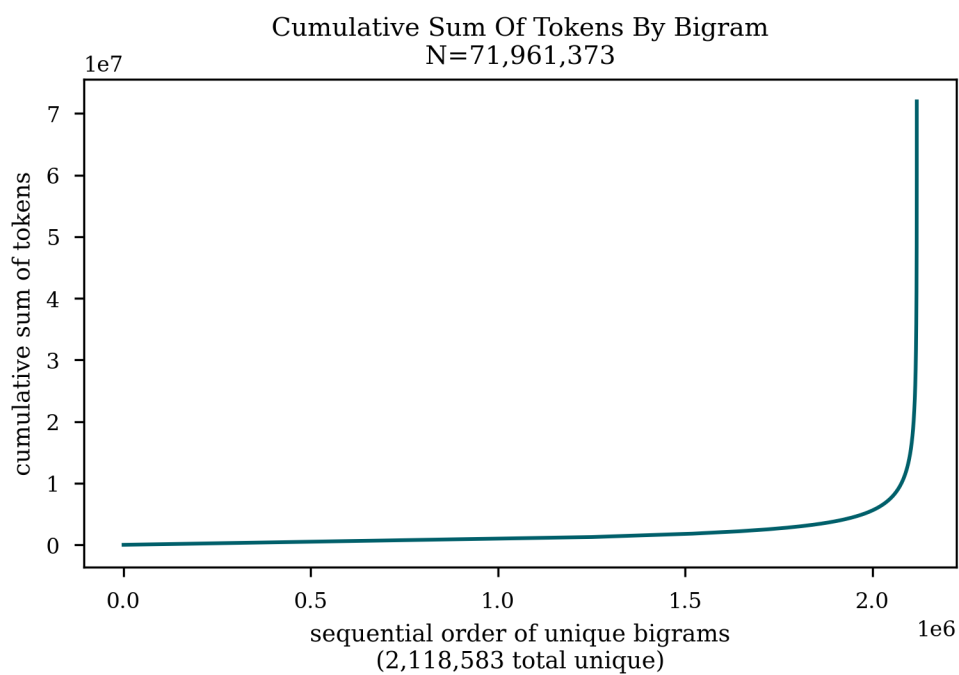 Cumulative Sum Of Tokens By Bigram
N=71,961,373
1e7
7
6
5
4
3
2
1
0
cumulative sum of tokens
0.0 0.5 1.0 1.5 2.0
1e6
sequential order of unique bigrams
(2,118,583 total unique)